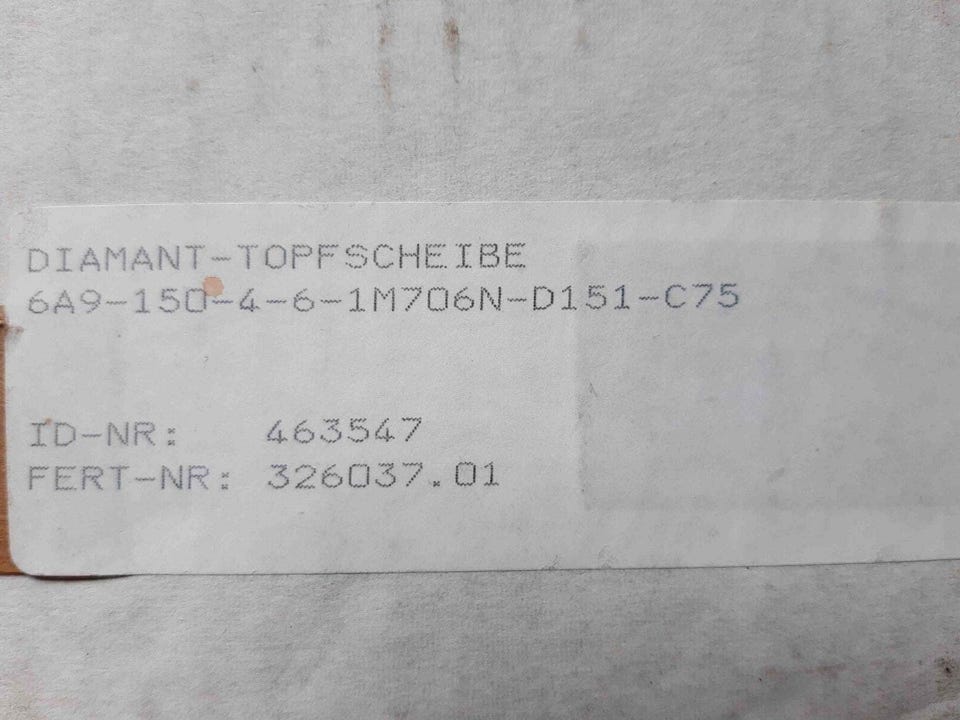 DIAMANT-TOPFSCHEIBE
6A9-150-4-6-1M706N-D151-C75
ID-NR: 463547
FERT-NR: 326037.01